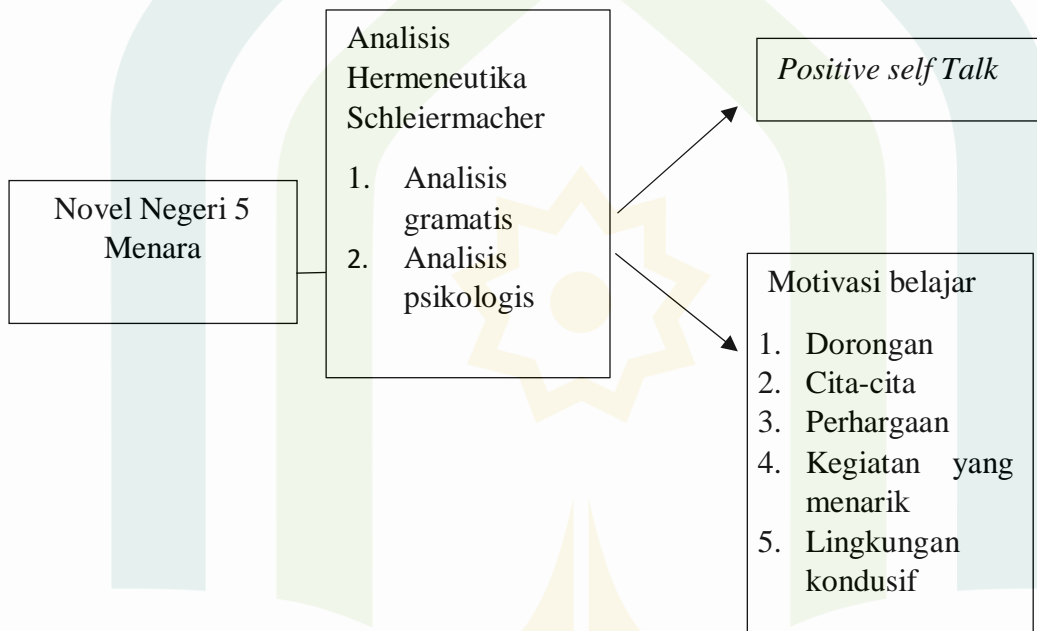 Novel Negeri 5
Menara
Analisis
Hermeneutika
Schleiermacher
1. Analisis
gramatis
2. Analisis
psikologis
Positive self Talk
Motivasi belajar
1. Dorongan
2. Cita-cita
3. Perhargaan
4. Kegiatan yang
menarik
5. Lingkungan
kondusif